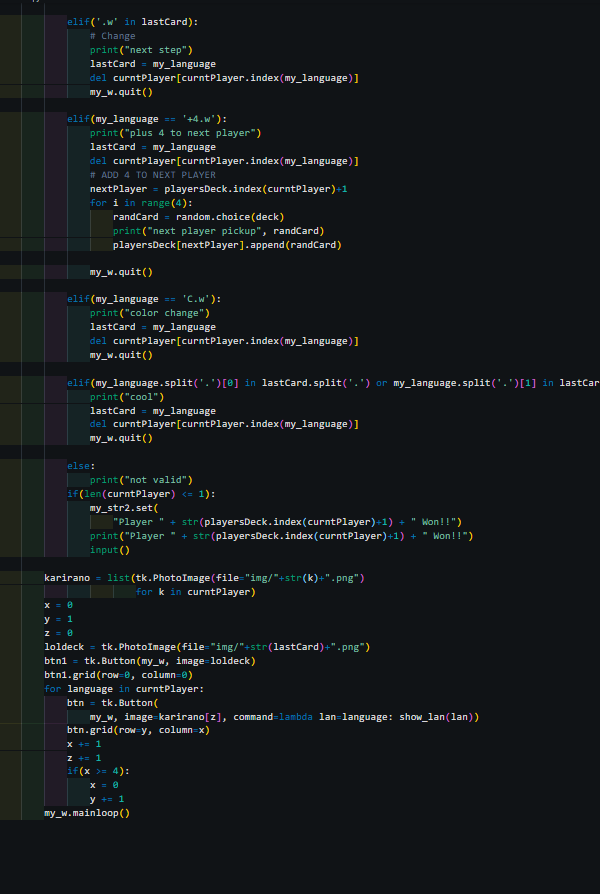 elif('.w' in lastCard):
# Change
print("next step")
lastCard = my_language
del curntPlayer[curntPlayer.index(my_language)]
my_w.quit()
elif(my_language == '+4.w'):
print("plus 4 to next player")
lastCard = my_language
del curntPlayer[curntPlayer.index(my_language)]
# ADD 4 TO NEXT PLAYER
nextPlayer = playersDeck.index(curntPlayer)+1
for i in range(4):
randCard = random.choice(deck)
print("next player pickup", randCard)
playersDeck[nextPlayer].append(randCard)
my_w.quit()
elif(my_language == 'C.w'):
print("color change")
lastCard = my_language
del curntPlayer[curntPlayer.index(my_language)]
my_w.quit()
elif(my_language.split('.')[0] in lastCard.split('.') or my_language.split('.')[1] in lastCar
print("cool")
lastCard = my_language
del curntPlayer[curntPlayer.index(my_language)]
my_w.quit()
else:
print("not valid")
if(len(curntPlayer) <= 1):
my_str2.set(
"Player " + str(playersDeck.index(curntPlayer)+1) + " Won!!")
print("Player " + str(playersDeck.index(curntPlayer)+1) + " Won!!")
input()
karirano = list(tk.PhotoImage(file="img/"+str(k)+".png")
for k in curntPlayer)
x = 0
y = 1
z = 0
loldeck = tk.PhotoImage(file="img/"+str(lastCard)+".png")
btn1 = tk.Button(my_w, image=loldeck)
btn1.grid(row=0, column=0)
for language in curntPlayer:
btn = tk.Button(
my_w, image=karirano[z], command=lambda lan=language: show_lan(lan))
btn.grid(row=y, column=x)
x += 1
z += 1
if(x >= 4):
x = 0
y += 1
my_w.mainloop()